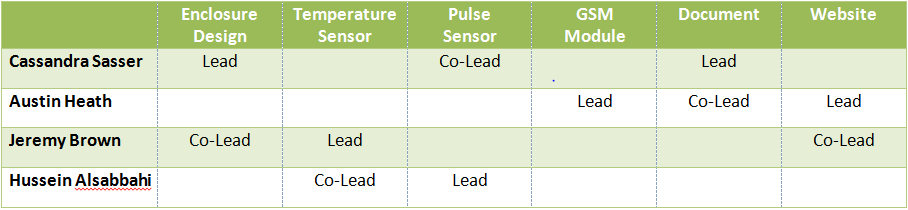 Enclosure Design Temperature Sensor Pulse Sensor GSM Module Document Website
Cassandra Sasser Lead Co-Lead Lead
Austin Heath Lead Co-Lead Lead
Jeremy Brown Co-Lead Lead Co-Lead
Hussein Alsabbahi Co-Lead Lead